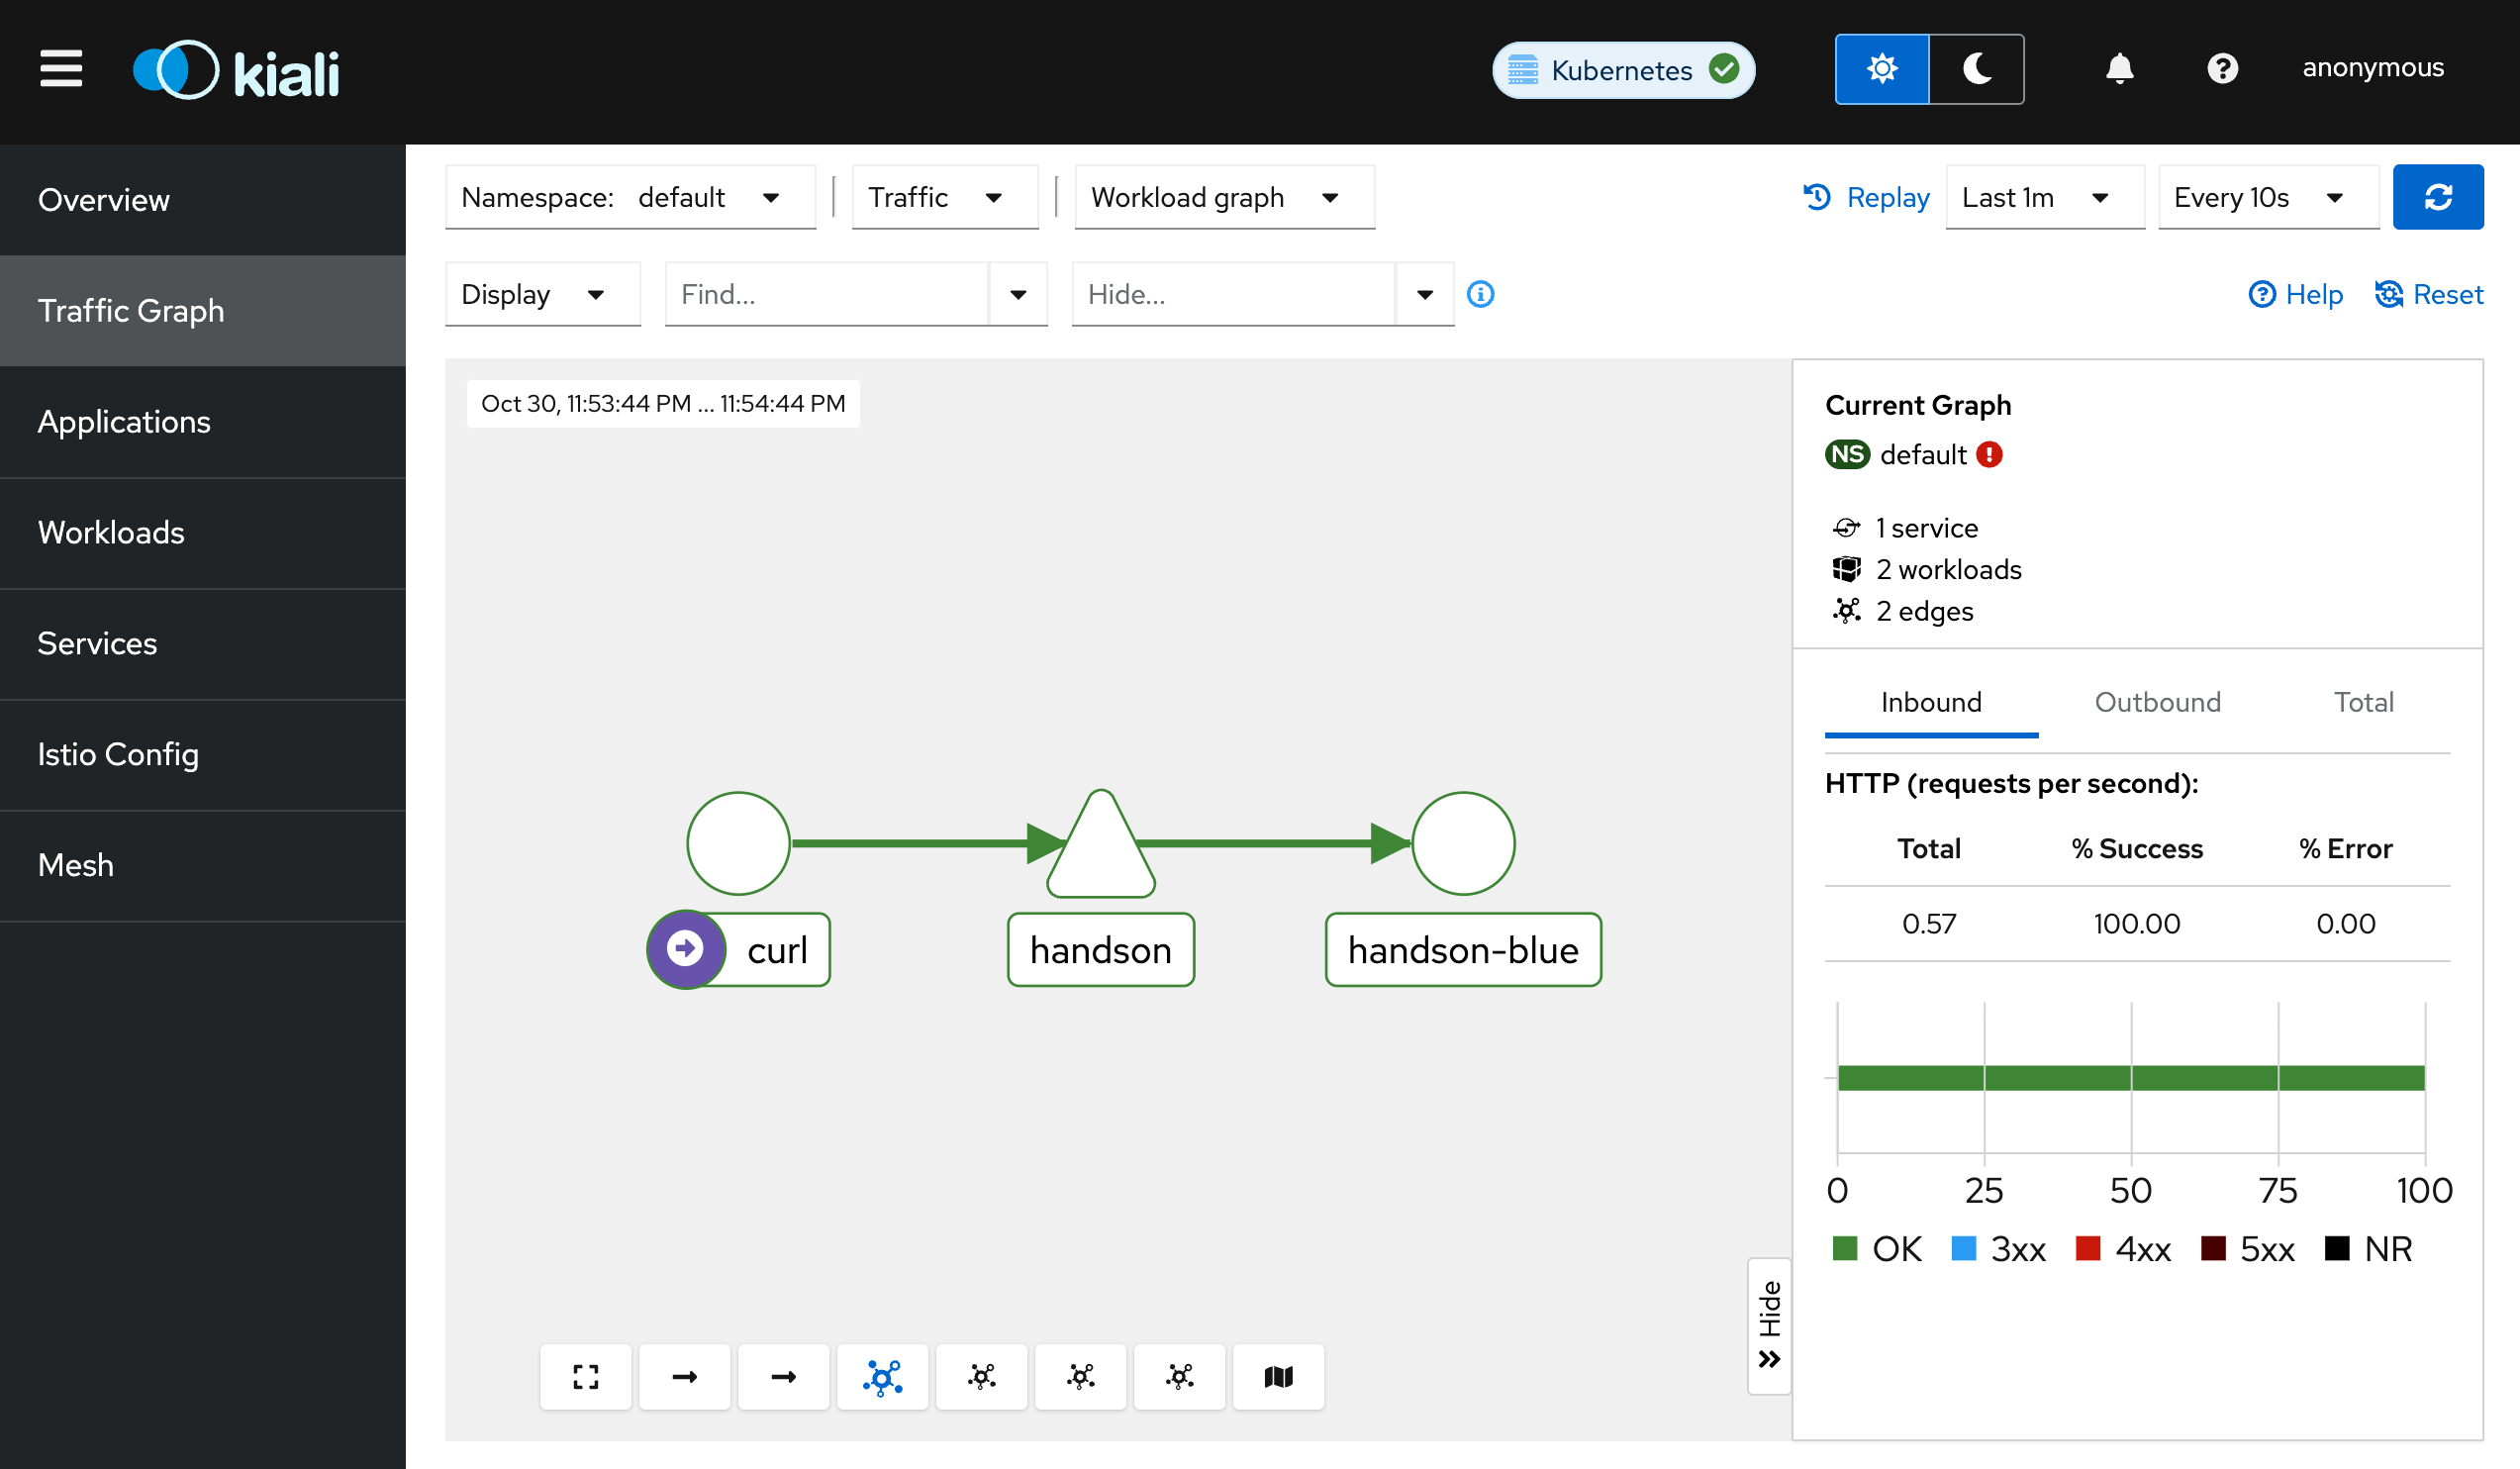 kiali
Kubernetes
anonymous
Overview
Traffic Graph
Applications
Workloads
Services
Istio Config
Mesh
Namespace: default
Traffic
Workload graph
Replay
Last 1m
Every 10s
Display
Find...
Hide...
Help
Reset
Oct 30, 11:53:44 PM ... 11:54:44 PM
curl
handson
handson-blue
Hide
Current Graph
NS default
1 service
2 workloads
2 edges
Inbound Outbound Total
HTTP (requests per second):
Total % Success % Error
0.57 100.00 0.00
0 25 50 75 100
OK 3xx 4xx 5xx NR